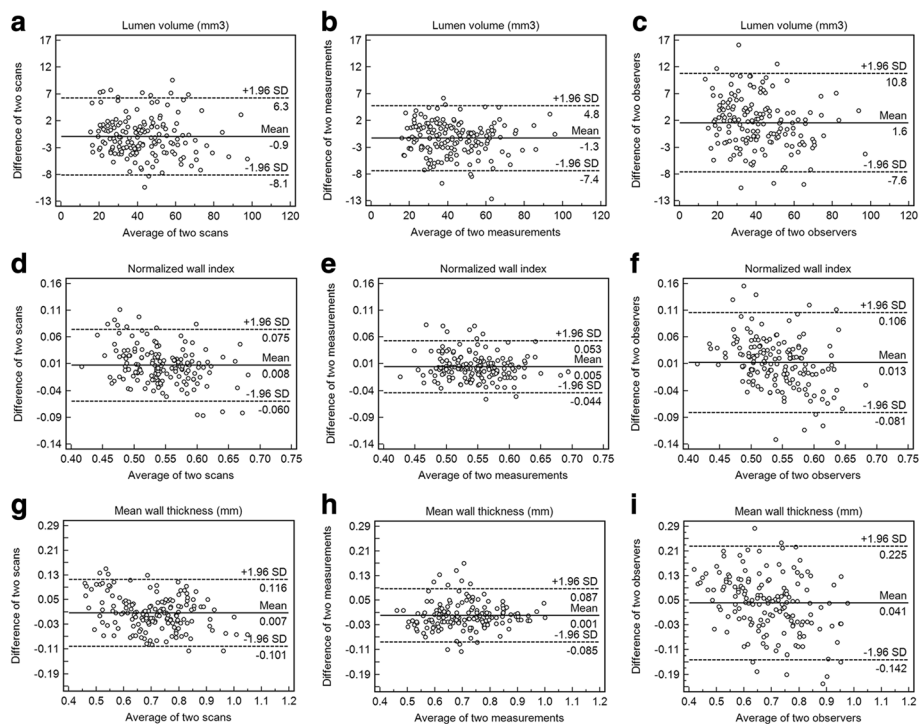 a
Lumen volume (mm3)
Difference of two scans
17
12
7
2
-3
-8
-13
+1.96 SD
6.3
Mean
-0.9
-1.96 SD
-8.1
0 20 40 60 80 100 120
Average of two scans
b
Lumen volume (mm3)
Difference of two measurements
17
12
7
2
-3
-8
-13
+1.96 SD
4.8
Mean
-1.3
-1.96 SD
-7.4
0 20 40 60 80 100 120
Average of two measurements
c
Lumen volume (mm3)
Difference of two observers
17
12
7
2
-3
-8
-13
+1.96 SD
10.8
Mean
1.6
-1.96 SD
-7.6
0 20 40 60 80 100 120
Average of two observers
d
Normalized wall index
Difference of two scans
0.16
0.11
0.06
0.01
-0.04
-0.09
-0.14
+1.96 SD
0.075
Mean
0.008
-1.96 SD
-0.060
0.40 0.45 0.50 0.55 0.60 0.65 0.70 0.75
Average of two scans
e
Normalized wall index
Difference of two measurements
0.16
0.11
0.06
0.01
-0.04
-0.09
-0.14
+1.96 SD
0.053
Mean
0.005
-1.96 SD
-0.044
0.40 0.45 0.50 0.55 0.60 0.65 0.70 0.75
Average of two measurements
f
Normalized wall index
Difference of two observers
0.16
0.11
0.06
0.01
-0.04
-0.09
-0.14
+1.96 SD
0.106
Mean
0.013
-1.96 SD
-0.081
0.40 0.45 0.50 0.55 0.60 0.65 0.70 0.75
Average of two observers
g
Mean wall thickness (mm)
Difference of two scans
0.29
0.21
0.13
0.05
-0.03
-0.11
-0.19
+1.96 SD
0.116
Mean
0.007
-1.96 SD
-0.101
0.4 0.5 0.6 0.7 0.8 0.9 1.0 1.1 1.2
Average of two scans
h
Mean wall thickness (mm)
Difference of two measurements
0.29
0.21
0.13
0.05
-0.03
-0.11
-0.19
+1.96 SD
0.087
Mean
0.001
-1.96 SD
-0.085
0.4 0.5 0.6 0.7 0.8 0.9 1.0 1.1 1.2
Average of two measurements
i
Mean wall thickness (mm)
Difference of two observers
0.29
0.21
0.13
0.05
-0.03
-0.11
-0.19
+1.96 SD
0.225
Mean
0.041
-1.96 SD
-0.142
0.4 0.5 0.6 0.7 0.8 0.9 1.0 1.1 1.2
Average of two observers